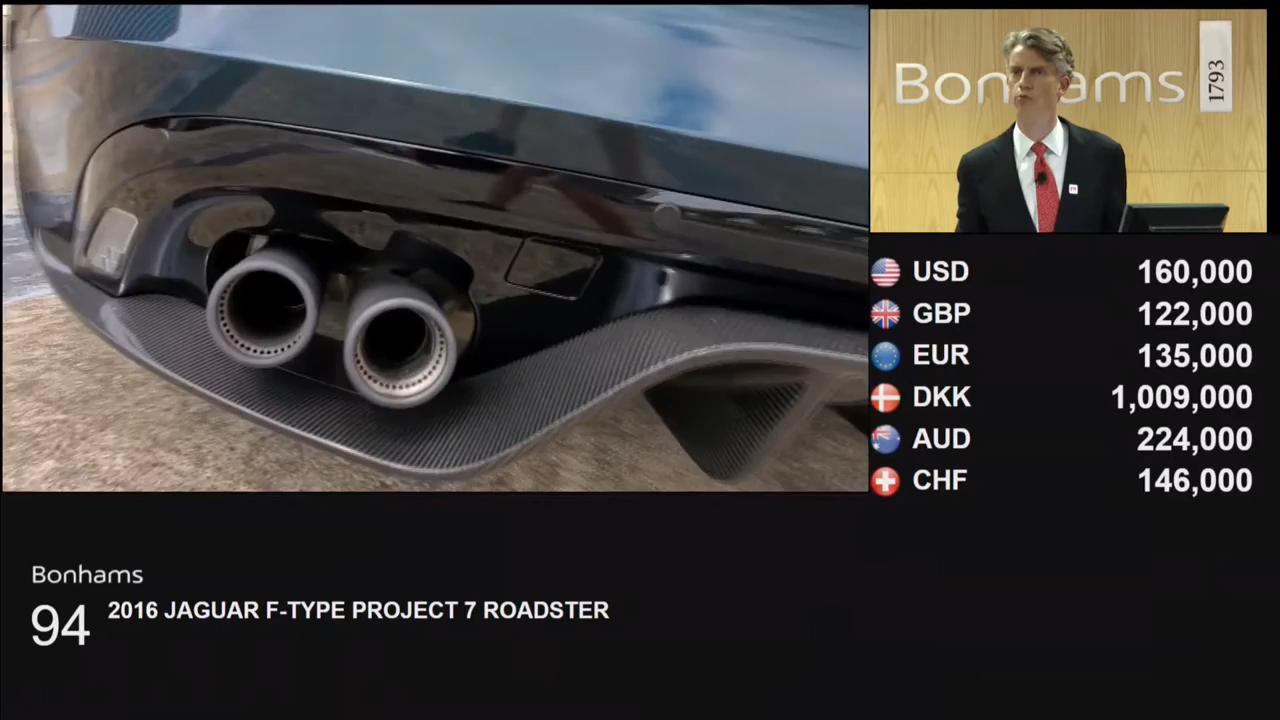 Bonhams
1793
USD 160,000
GBP 122,000
EUR 135,000
DKK 1,009,000
AUD 224,000
CHF 146,000
Bonhams
94 2016 JAGUAR F-TYPE PROJECT 7 ROADSTER